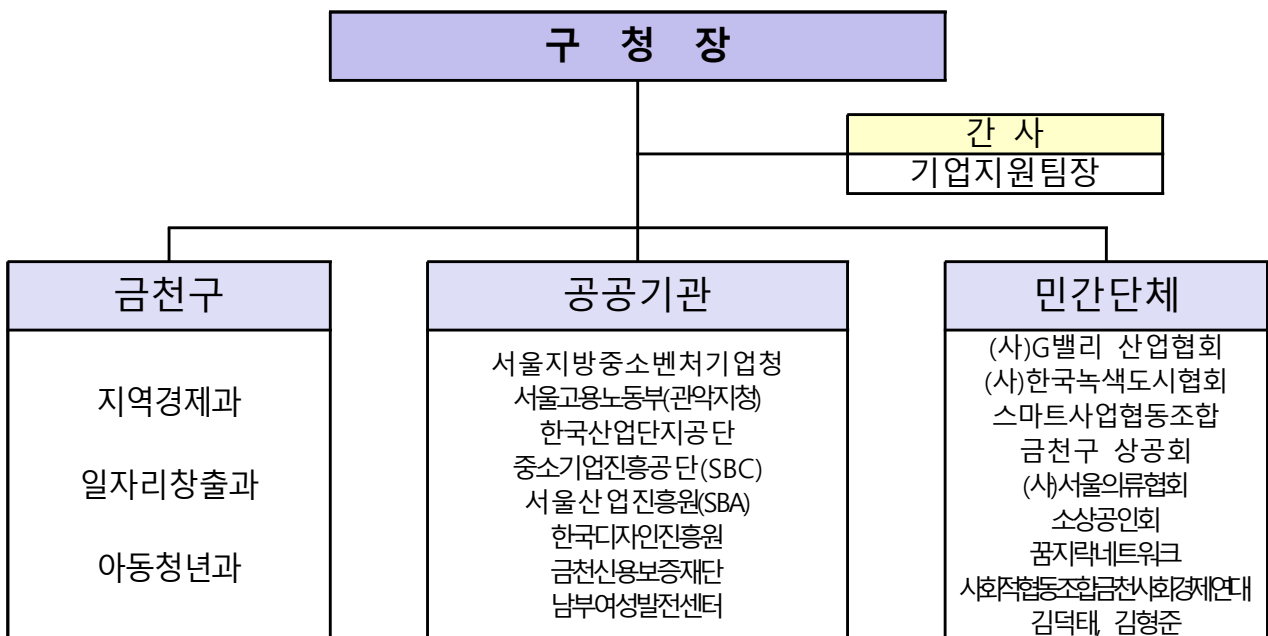 구 청 장
간 사
기업지원팀장
금천구
지역경제과
일자리창출과
아동청년과
공공기관
서울지방중소벤처기업청
서울고용노동부(관악지청)
한국산업단지공단
중소기업진흥공단(SBC)
서울산업진흥원(SBA)
한국디자인진흥원
금천신용보증재단
남부여성발전센터
민간단체
(사)G밸리 산업협회
(사)한국녹색도시협회
스마트사업협동조합
금천구 상공회
(사)서울의류협회
소상공인회
꿈지락네트워크
사회적협동조합금천사회경제연대
김덕태, 김형준